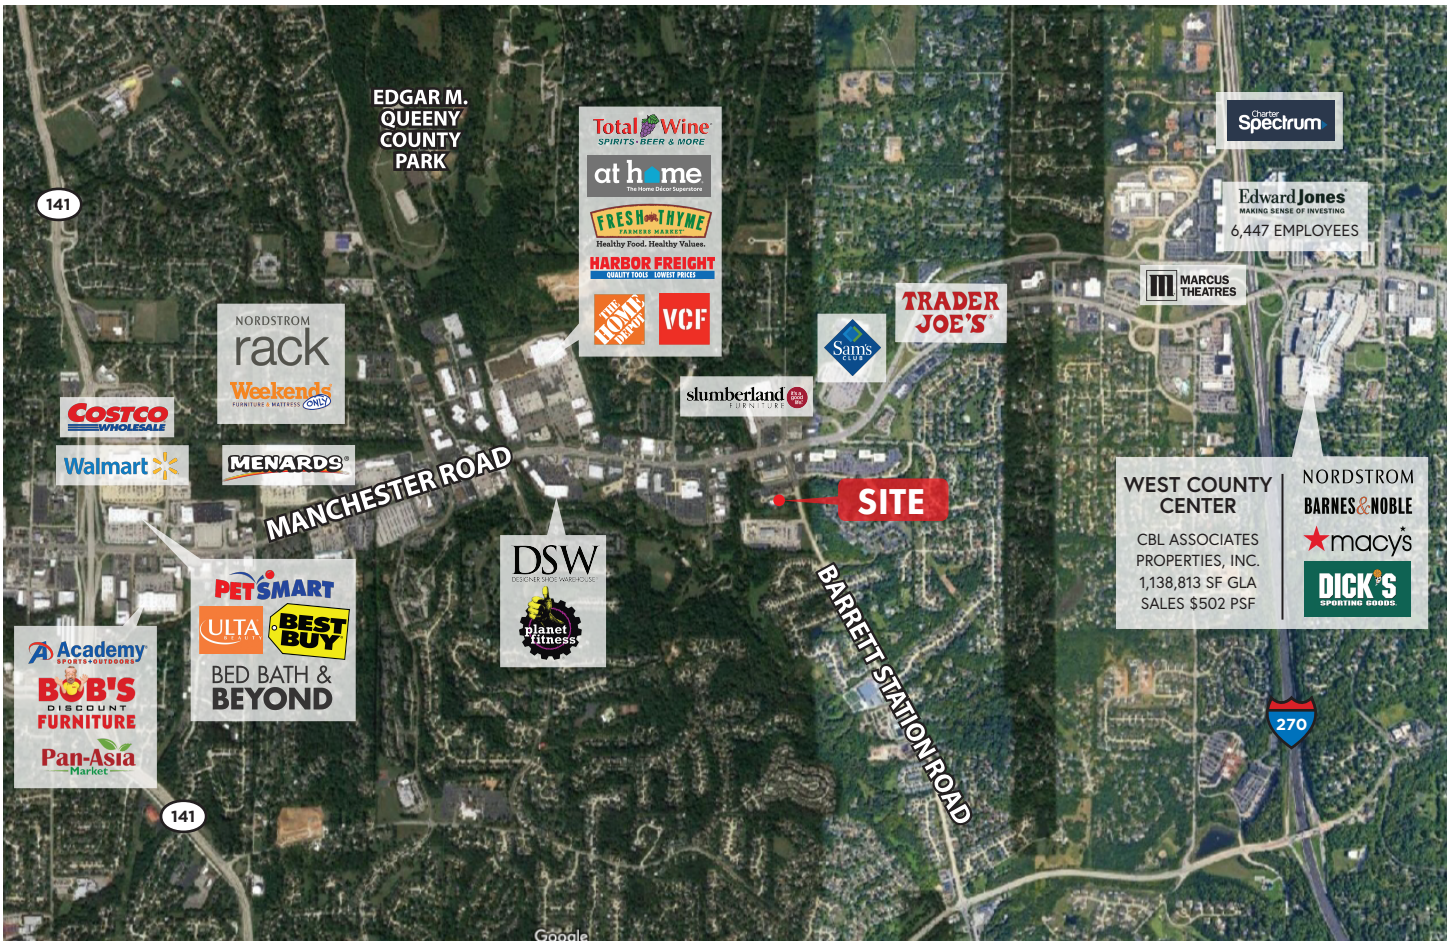 EDGAR M.
QUEENY
COUNTY
PARK
141
Total Wine
SPIRITS • BEER & MORE
at home
The Home Décor Superstore
FRESH THYME
FARMERS MARKET
Healthy Food. Healthy Values.
HARBOR FREIGHT
QUALITY TOOLS LOWEST PRICES
THE
HOME
DEPOT
VCF
Charter
Spectrum
Edward Jones
MAKING SENSE OF INVESTING
6,447 EMPLOYEES
MARCUS
THEATRES
TRADER
JOE'S
Sam's
CLUB
slumberland
FURNITURE
it's a
good
life!
NORDSTROM
rack
Weekends
FURNITURE & MATTRESS ONLY
COSTCO
WHOLESALE
Walmart
MENARDS
MANCHESTER ROAD
SITE
DSW
DESIGNER SHOE WAREHOUSE
planet
fitness
PETSMART
ULTA
BEAUTY
BEST
BUY
BED BATH &
BEYOND
Academy
SPORTS+OUTDOORS
BOB'S
DISCOUNT
FURNITURE
Pan-Asia
Market
141
BARRETT STATION ROAD
WEST COUNTY
CENTER
CBL ASSOCIATES
PROPERTIES, INC.
1,138,813 SF GLA
SALES $502 PSF
NORDSTROM
BARNES&NOBLE
macy's
DICK'S
SPORTING GOODS
270
Google